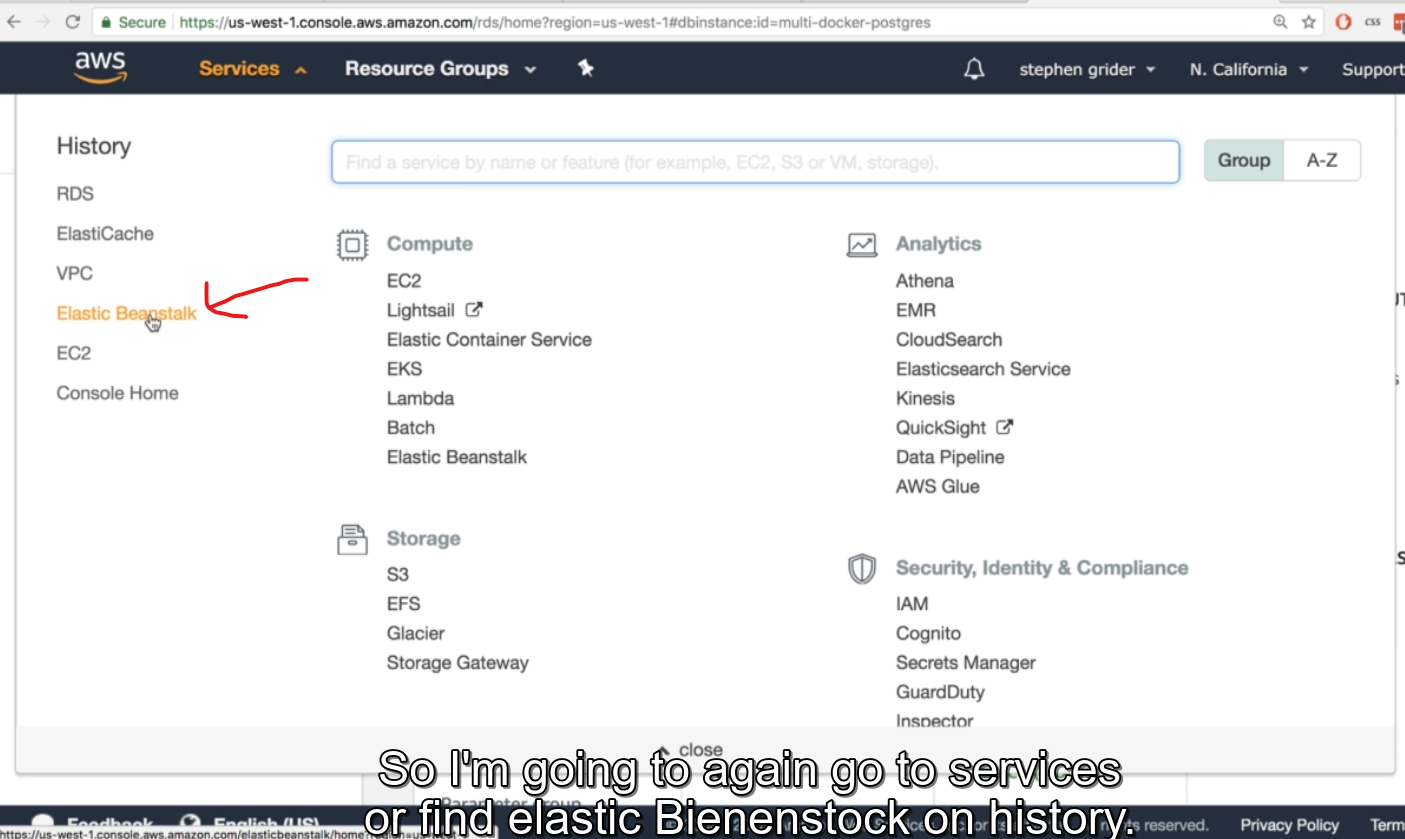 Secure https://us-west-1.console.aws.amazon.com/rds/home?region=us-west-1#dbinstance:id=multi-docker-postgres
css
aws Services Resource Groups stephen grider N. California Support
History
RDS
ElastiCache
VPC
Elastic Beanstalk
EC2
Console Home
Find a service by name or feature (for example, EC2, S3 or VM, storage).
Group A-Z
Compute
EC2
Lightsail
Elastic Container Service
EKS
Lambda
Batch
Elastic Beanstalk
Storage
S3
EFS
Glacier
Storage Gateway
Analytics
Athena
EMR
CloudSearch
Elasticsearch Service
Kinesis
QuickSight
Data Pipeline
AWS Glue
Security, Identity & Compliance
IAM
Cognito
Secrets Manager
GuardDuty
Inspector
close
So I'm going to again go to services
or find elastic Bienenstock on history.
Parameter group
Feedback English (US) reserved. Privacy Policy Term
https://us-west-1.console.aws.amazon.com/elasticbeanstalk/home?region=us-west-